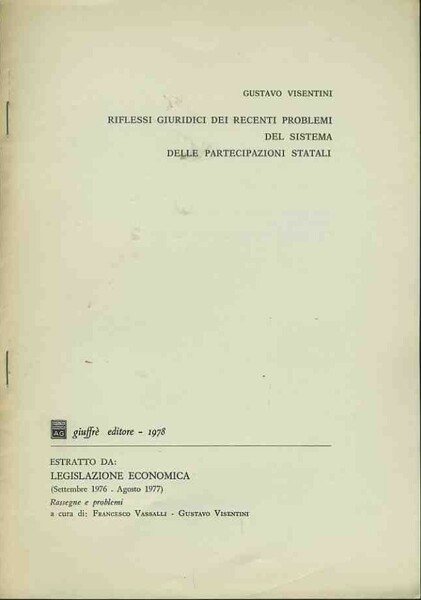 GUSTAVO VISENTINI
RIFLESSI GIURIDICI DEI RECENTI PROBLEMI
DEL SISTEMA
DELLE PARTECIPAZIONI STATALI
AG giuffrè editore - 1978
ESTRATTO DA:
LEGISLAZIONE ECONOMICA
(Settembre 1976 - Agosto 1977)
Rassegne e problemi
a cura di: FRANCESCO VASSALLI - GUSTAVO VISENTINI